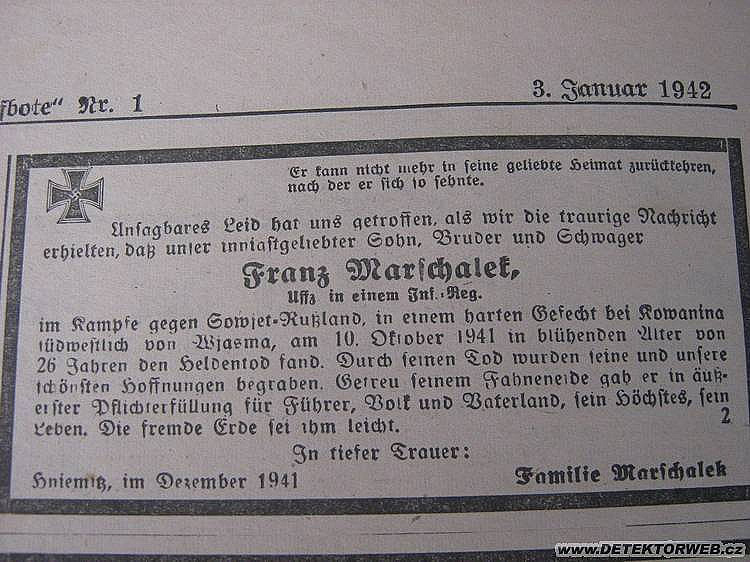 fbote“ Nr. 1
3. Januar 1942
Er kann nicht mehr in seine geliebte Heimat zurückkehren,
nach der er sich so sehnte.
Unsagbares Leid hat uns getroffen, als wir die traurige Nachricht
erhielten, daß unser innigstgeliebter Sohn, Bruder und Schwager
Franz Marschalek,
Uffz in einem Inf.-Reg.
im Kampfe gegen Sowjet-Rußland, in einem harten Gefecht bei Kowanina
südwestlich von Wjasma, am 10. Oktober 1941 in blühenden Alter von
26 Jahren den Heldentod fand. Durch seinen Tod wurden seine und unsere
schönsten Hoffnungen begraben. Getreu seinem Fahneneide gab er in äuß-
erster Pflichterfüllung für Führer, Volk und Vaterland, sein Höchstes, sein
Leben. Die fremde Erde sei ihm leicht. 2
In tiefer Trauer:
Hniemitz, im Dezember 1941 Familie Marschalek
www.DETEKTORWEB.cz